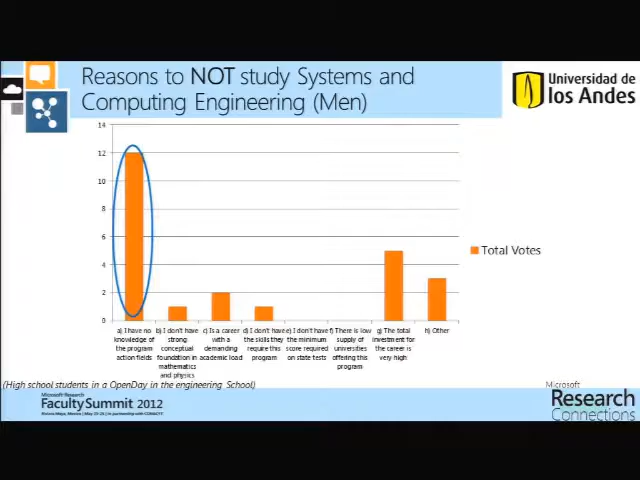 Reasons to NOT study Systems and
Computing Engineering (Men)
Universidad de
los Andes
14
12
10
8
6
4
2
0
Total Votes
a) I have no
knowledge of
the program
action fields
b) I don't have
strong
conceptual
foundation in
mathematics
and physics
c) Is a career
with a
demanding
academic load
d) I don't have
the skills they
require this
program
e) I don't have
the minimum
score required
on state tests
f) There is low
supply of
universities
offering this
program
g) The total
investment for
the career is
very-high
h) Other
(High school students in a OpenDay in the engineering School)
Microsoft Research
FacultySummit 2012
Microsoft
Research
Connections